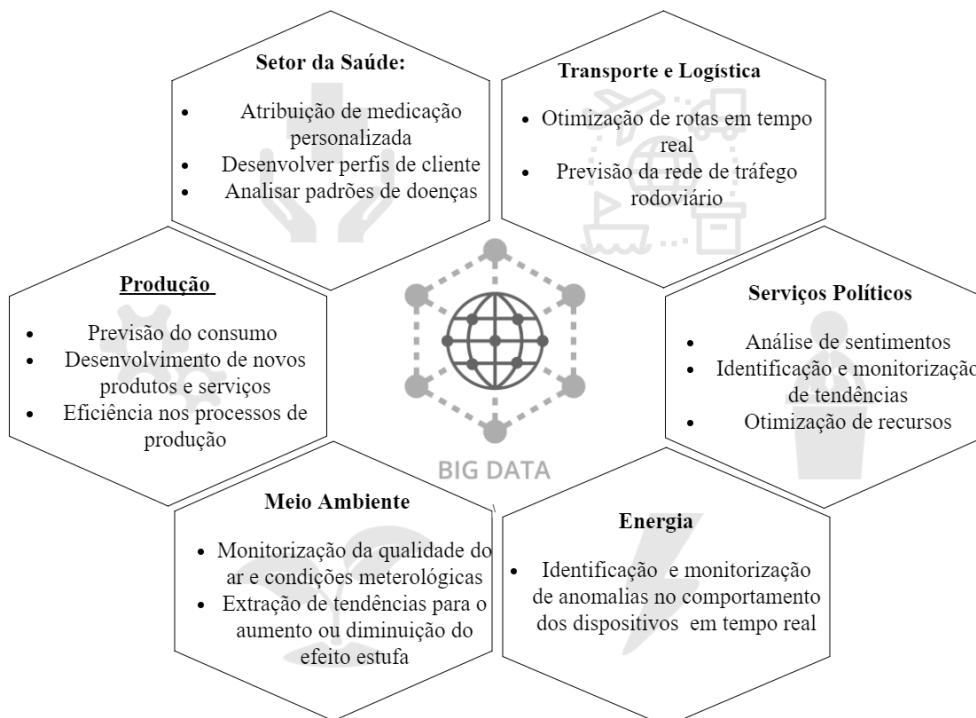 Setor da Saúde:
• Atribuição de medicação
personalizada
• Desenvolver perfis de cliente
• Analisar padrões de doenças
Transporte e Logística
• Otimização de rotas em tempo
real
• Previsão da rede de tráfego
rodoviário
Produção
• Previsão do consumo
• Desenvolvimento de novos
produtos e serviços
• Eficiência nos processos de
produção
BIG DATA
Serviços Políticos
• Análise de sentimentos
• Identificação e monitorização
de tendências
• Otimização de recursos
Meio Ambiente
• Monitorização da qualidade do
ar e condições meterológicas
• Extração de tendências para o
aumento ou diminuição do
efeito estufa
\
Energia
• Identificação e monitorização
de anomalias no comportamento
dos dispositivos em tempo real